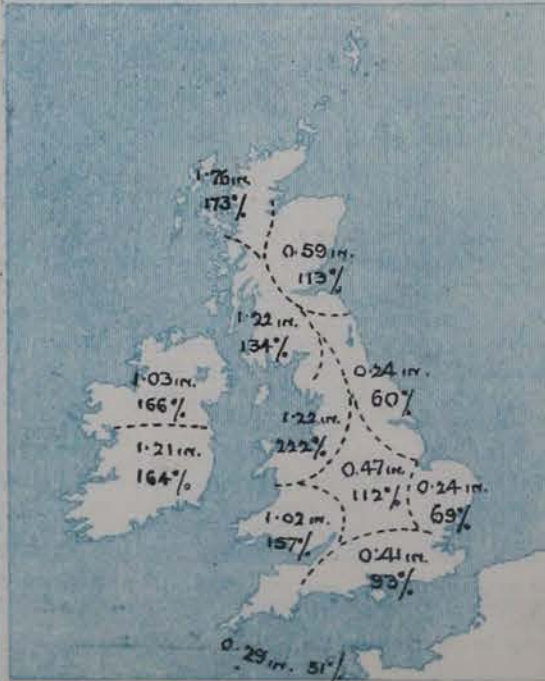 1.76 in.
173%
0.59 in.
113%
1.22 in.
134%
0.24 in.
60%
1.03 in.
166%
1.22 in.
222%
1.21 in.
164%
0.47 in.
112%
0.24 in.
69%
1.02 in.
157%
0.41 in.
93%
0.29 in. 51%